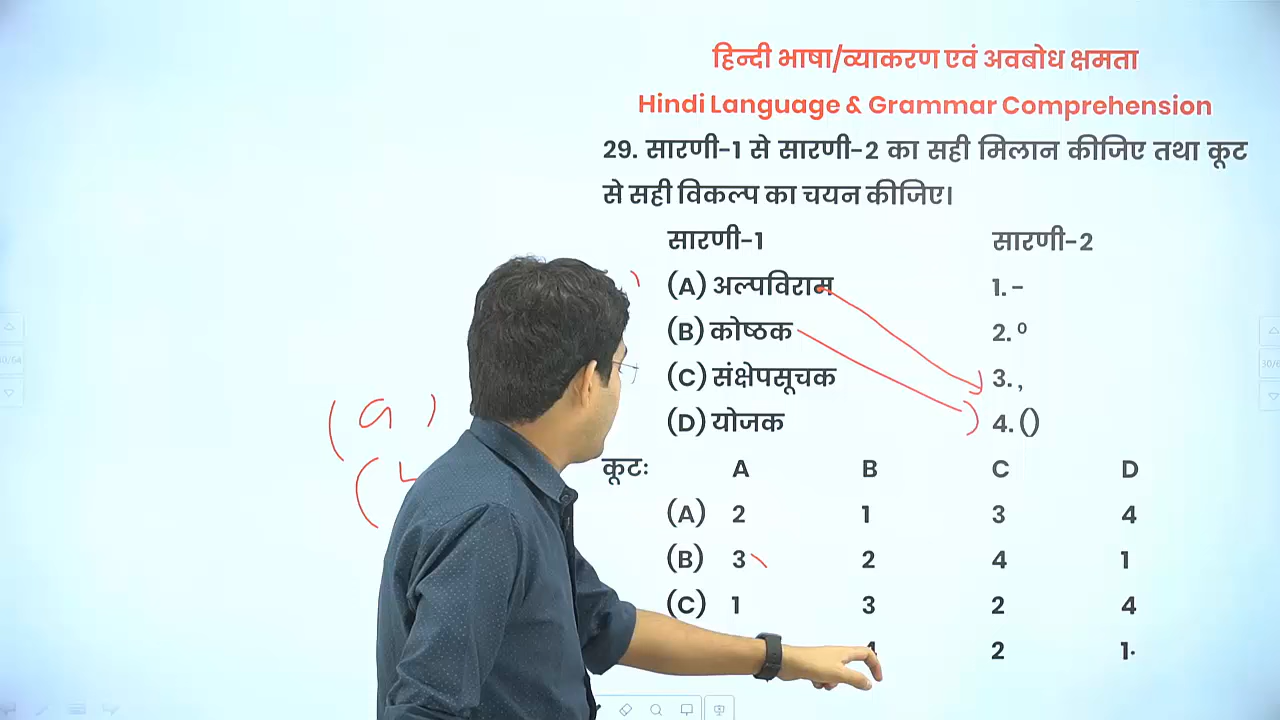 हिन्दी भाषा/व्याकरण एवं अवबोध क्षमता
Hindi Language & Grammar Comprehension
29. सारणी-1 से सारणी-2 का सही मिलान कीजिए तथा कूट
से सही विकल्प का चयन कीजिए।
सारणी-1 सारणी-2
(A) अल्पविराम 1. -
(B) कोष्ठक 2. º
(C) संक्षेपसूचक 3. ,
(D) योजक 4. ()
कूटः A B C D
(A) 2 1 3 4
(B) 3 2 4 1
(C) 1 3 2 4
2 1.
(a)